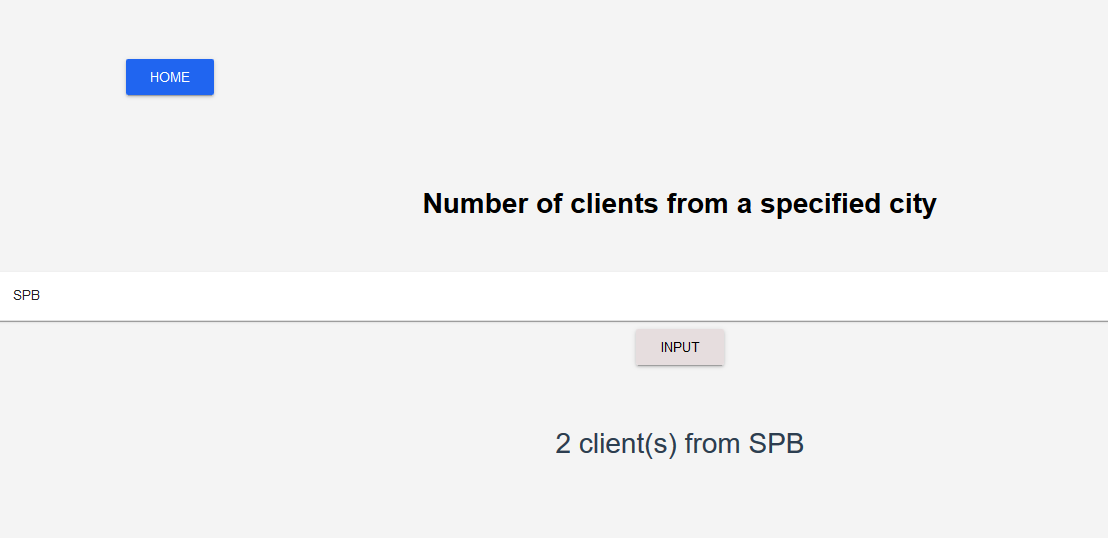 HOME
Number of clients from a specified city
SPB
INPUT
2 client(s) from SPB